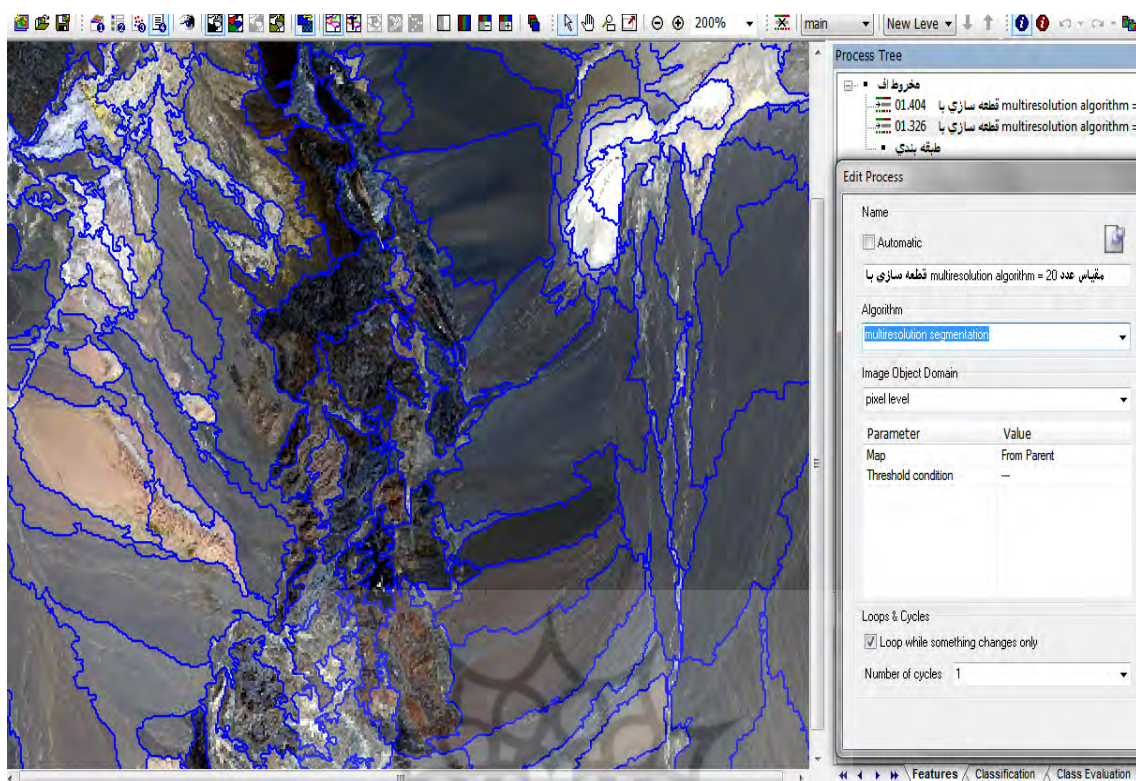 200%
main
New Leve
Process Tree
مخروط اف
01.404 قطعه سازي با multiresolution algorithm =
01.326 قطعه سازي با multiresolution algorithm =
طبقه بندي
Edit Process
Name
Automatic
قطعه سازي با multiresolution algorithm = 20 مقياس عدد
Algorithm
multiresolution segmentation
Image Object Domain
pixel level
Parameter Value
Map From Parent
Threshold condition ---
Loops & Cycles
Loop while something changes only
Number of cycles 1
Features Classification Class Evaluation